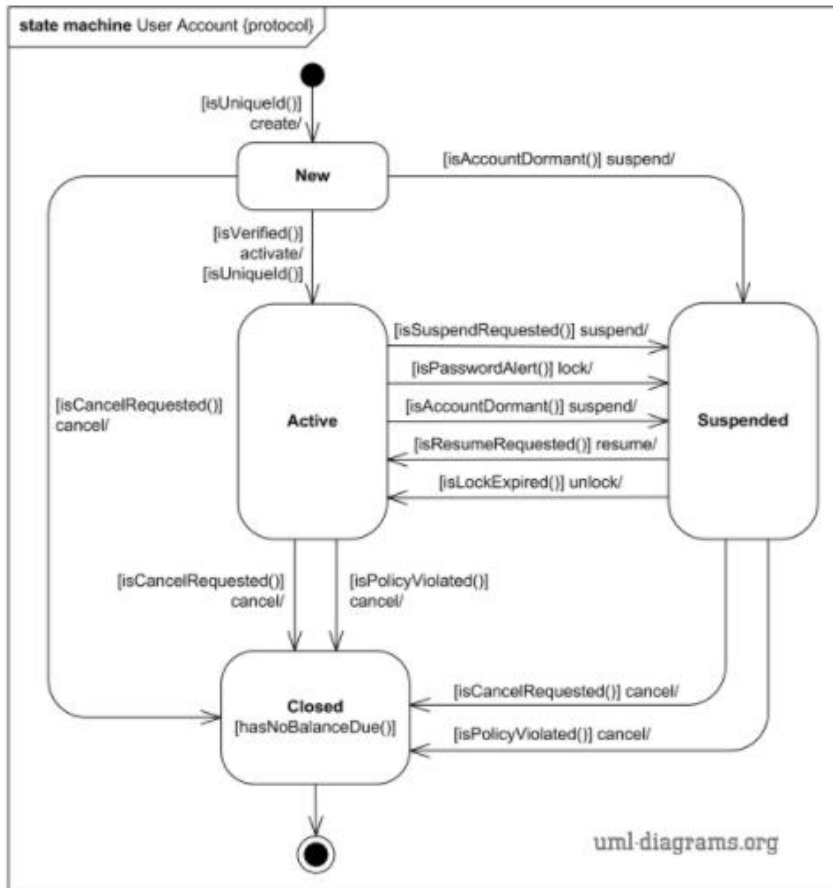 state machine User Account {protocol}
[isUniqueId()]
create/
New
[isAccountDormant()] suspend/
[isVerified()]
activate/
[isUniqueId()]
[isSuspendRequested()] suspend/
[isPasswordAlert()] lock/
[isCancelRequested()]
cancel/
Active
[isAccountDormant()] suspend/
Suspended
[isResumeRequested()] resume/
[isLockExpired()] unlock/
[isCancelRequested()]
cancel/
[isPolicyViolated()]
cancel/
Closed
[hasNoBalanceDue()]
[isCancelRequested()] cancel/
[isPolicyViolated()] cancel/
uml-diagrams.org